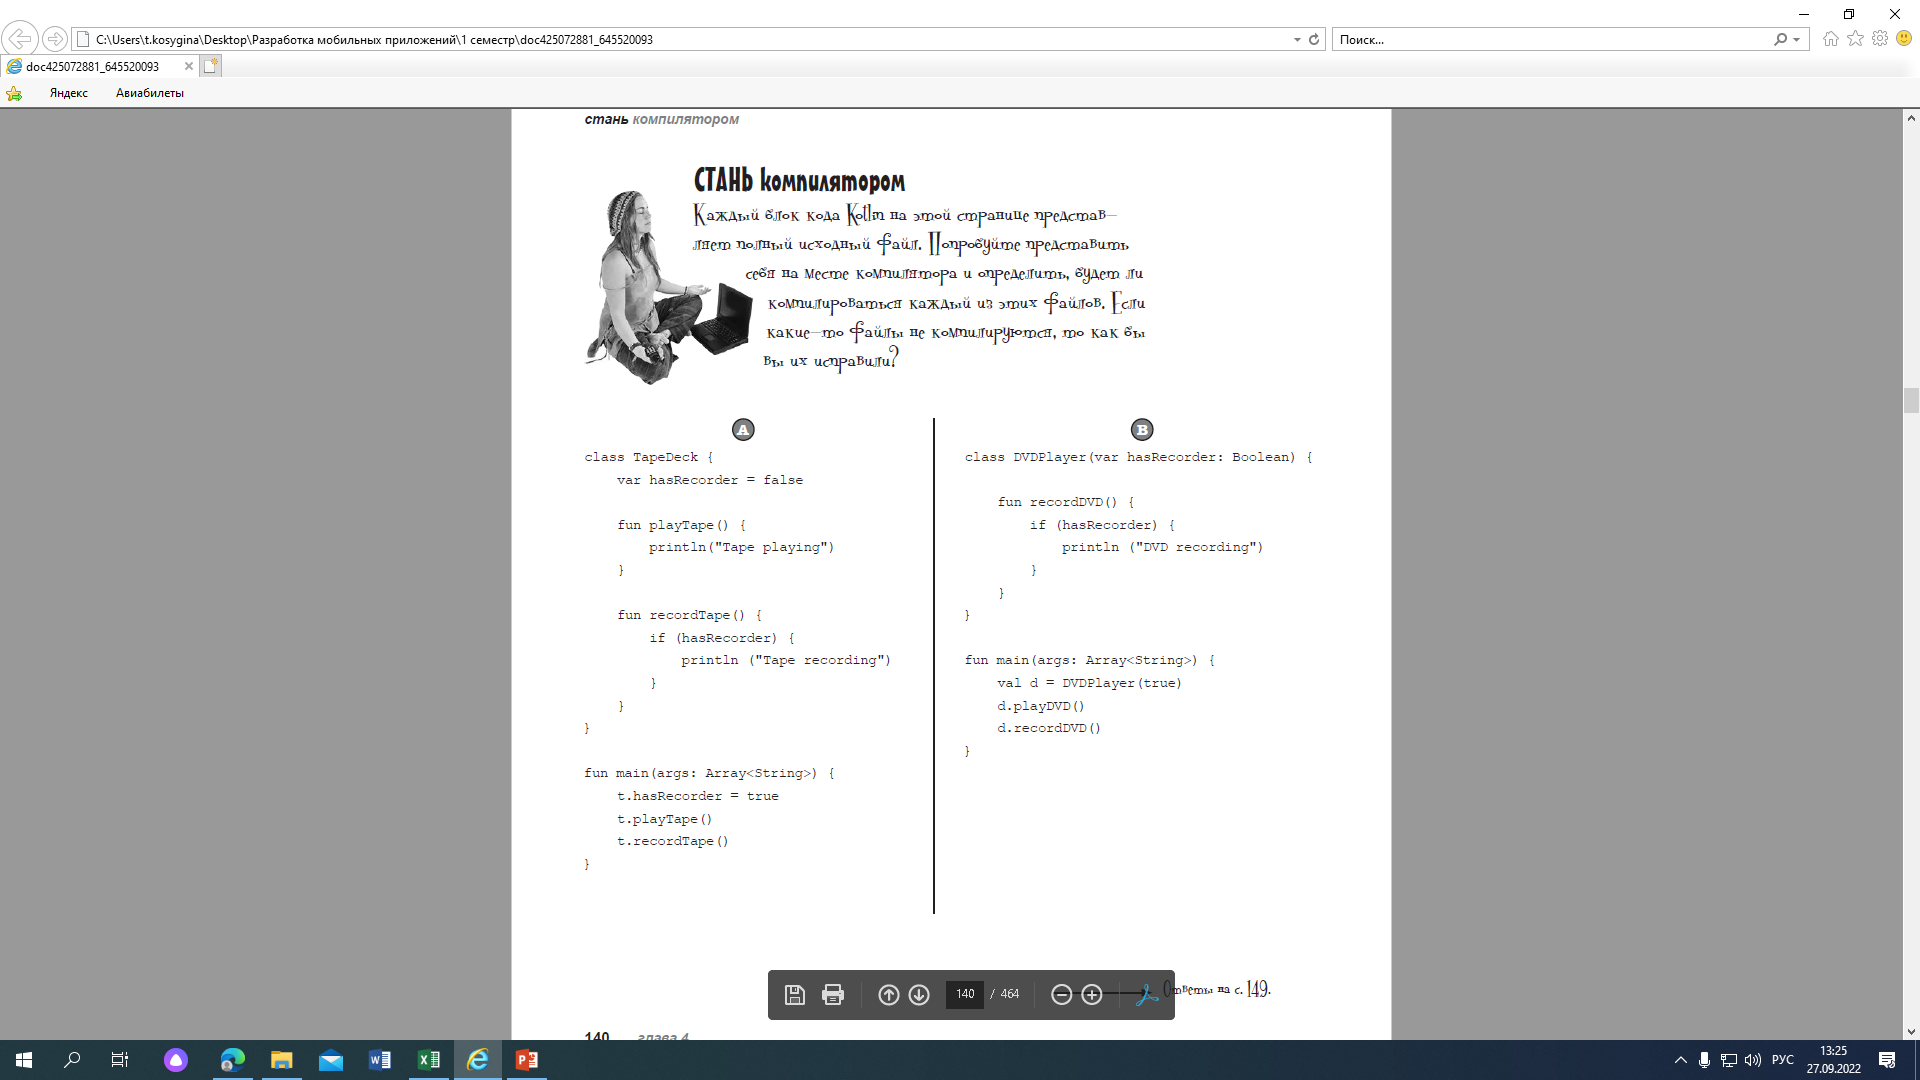 C:\Users\t.kosygina\Desktop\Разработка мобильных приложений\1 семестр\doc425072881_645520093
Поиск...
doc425072881_645520093
Яндекс
Авиабилеты
стань компилятором
СТАНЬ компилятором
Каждый блок кода Kotlin на этой странице представ-
ляет полный исходный файл. Попробуйте представить
себя на месте компилятора и определить, будет ли
компилироваться каждый из этих файлов. Если
какие-то файлы не компилируются, то как бы
вы их исправили?
A
class TapeDeck {
    var hasRecorder = false
    fun playTape() {
        println("Tape playing")
    }
    fun recordTape() {
        if (hasRecorder) {
            println ("Tape recording")
        }
    }
}
fun main(args: Array<String>) {
    t.hasRecorder = true
    t.playTape()
    t.recordTape()
}
B
class DVDPlayer(var hasRecorder: Boolean) {
    fun recordDVD() {
        if (hasRecorder) {
            println ("DVD recording")
        }
    }
}
fun main(args: Array<String>) {
    val d = DVDPlayer(true)
    d.playDVD()
    d.recordDVD()
}
140 / 464
Ответы на с. 149.
140 глава 4
РУС
13:25
27.09.2022